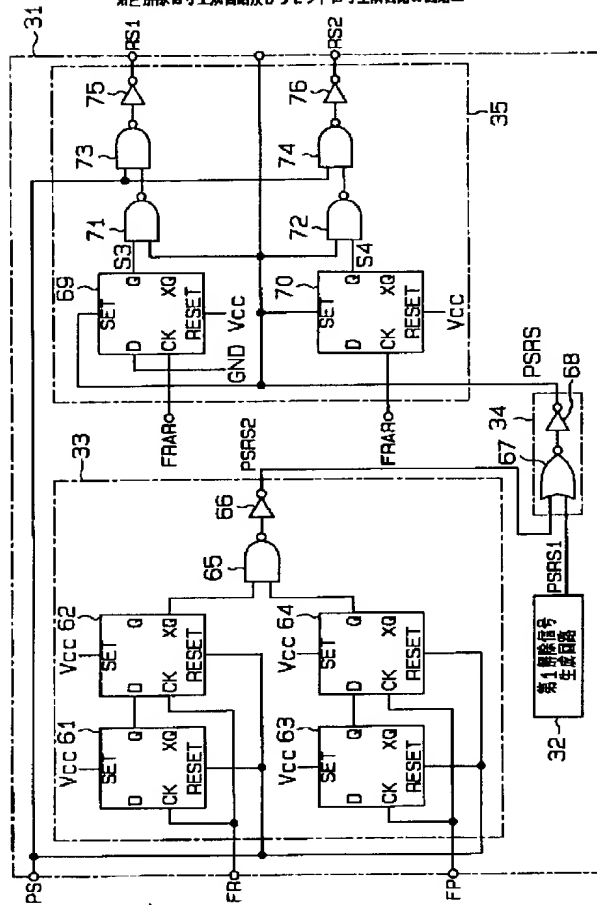 31
PS
FR
FP
33
Vcc 61
SET
D
Q
CK
XQ
RESET
Vcc 62
SET
D
Q
CK
XQ
RESET
Vcc 63
SET
D
Q
CK
XQ
RESET
Vcc 64
SET
D
Q
CK
XQ
RESET
65
66
PSRS2
32
第1解除信号
生成回路
PSRS1
67
68
34
PSRS
35
69
SET
D
Q
CK
XQ
RESET
GND
Vcc
FRAR
S3
71
73
75
RS1
70
SET
D
Q
CK
XQ
RESET
Vcc
FRAR
S4
72
74
76
RS2